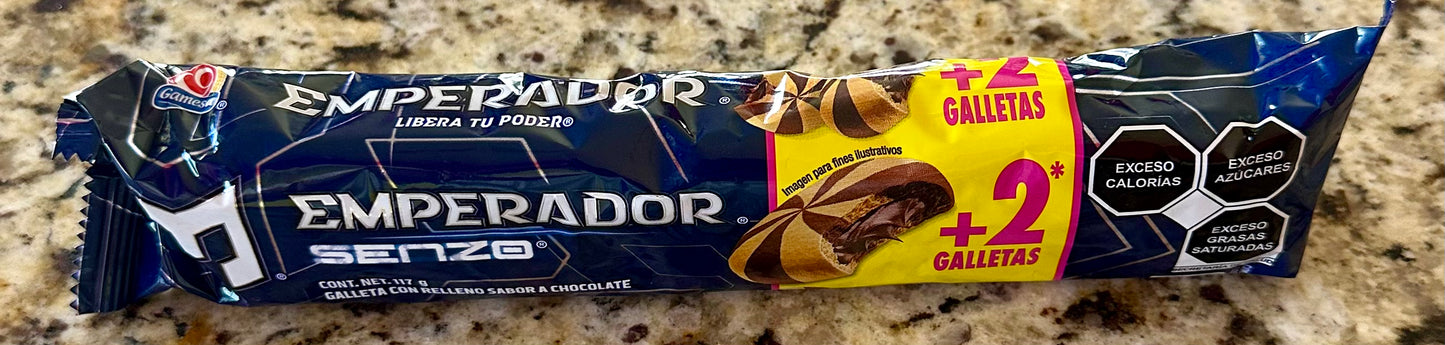 Gamesa®
EMPERADOR®
LIBERA TU PODER®
+2
GALLETAS
Imagen para fines ilustrativos
EMPERADOR®
SENZO®
CONT. NET. 117 g
GALLETA CON RELLENO SABOR A CHOCOLATE
+2*
GALLETAS
EXCESO
CALORÍAS
EXCESO
AZÚCARES
EXCESO
GRASAS
SATURADAS
SECRETARÍA